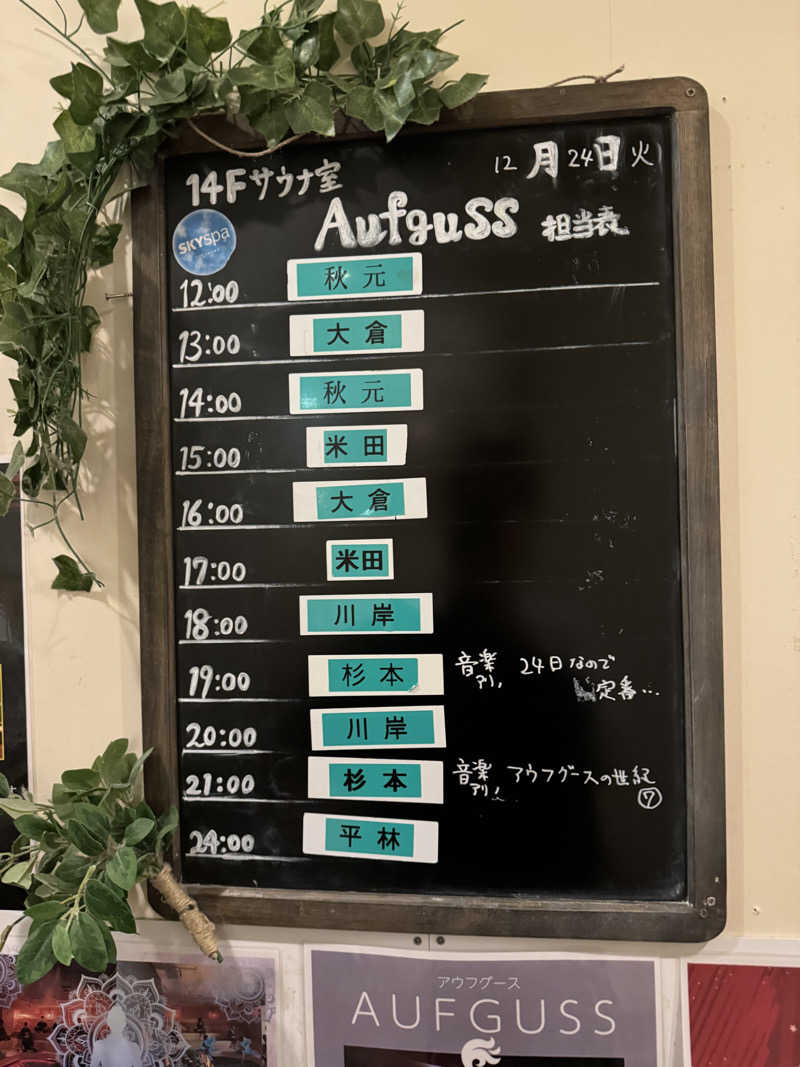 12月24日火
14Fサウナ室
Aufguss 担当表
SKYspa
12:00 秋元
13:00 大倉
14:00 秋元
15:00 米田
16:00 大倉
17:00 米田
18:00 川岸
19:00 杉本 音楽アリ、 24日なので
定番…
20:00 川岸
21:00 杉本 音楽アリ! アウフグースの世紀
⑦
24:00 平林
アウフグース
AUFGUSS